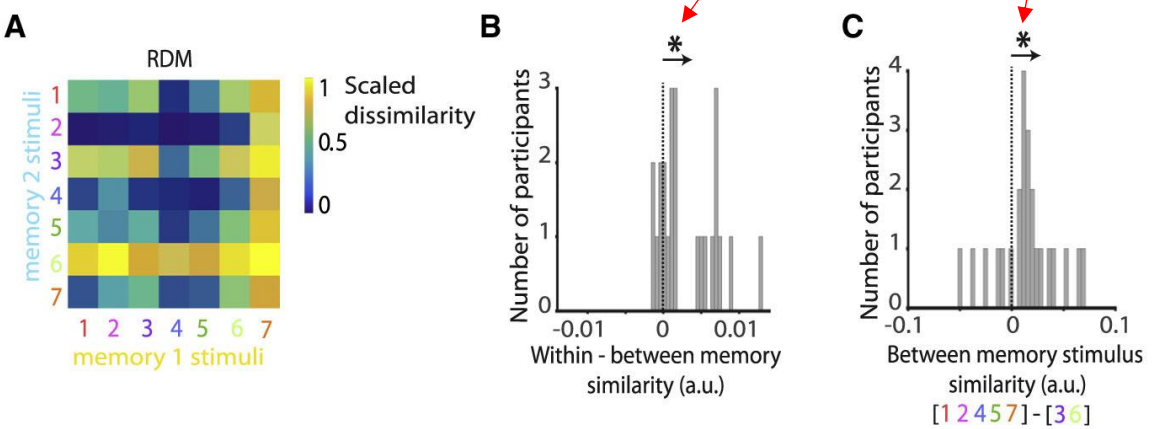 A
RDM
memory 2 stimuli
1
2
3
4
5
6
7
1 2 3 4 5 6 7
memory 1 stimuli
1
0.5
0
Scaled
dissimilarity
B
*
Number of participants
3
2
1
0
-0.01 0 0.01
Within - between memory
similarity (a.u.)
C
*
Number of participants
4
3
2
1
0
-0.1 0 0.1
Between memory stimulus
similarity (a.u.)
[1 2 4 5 7] - [3 6]